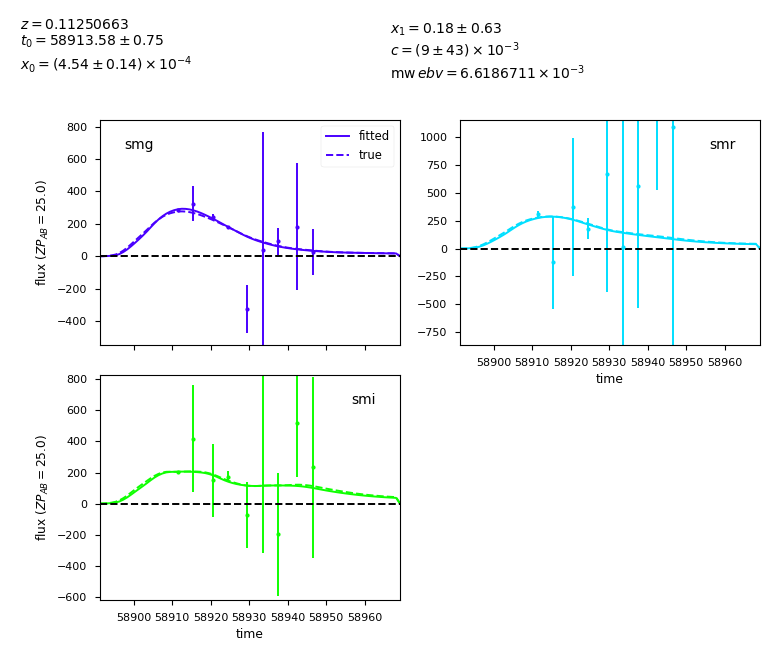 z = 0.11250663
t₀ = 58913.58 ± 0.75
x₀ = (4.54 ± 0.14) × 10⁻⁴
x₁ = 0.18 ± 0.63
c = (9 ± 43) × 10⁻³
mw ebv = 6.6186711 × 10⁻³
smg
fitted
true
800
600
400
200
0
−200
−400
flux (ZP_AB = 25.0)
smr
1000
750
500
250
0
−250
−500
−750
58900 58910 58920 58930 58940 58950 58960
time
smi
800
600
400
200
0
−200
−400
−600
flux (ZP_AB = 25.0)
58900 58910 58920 58930 58940 58950 58960
time